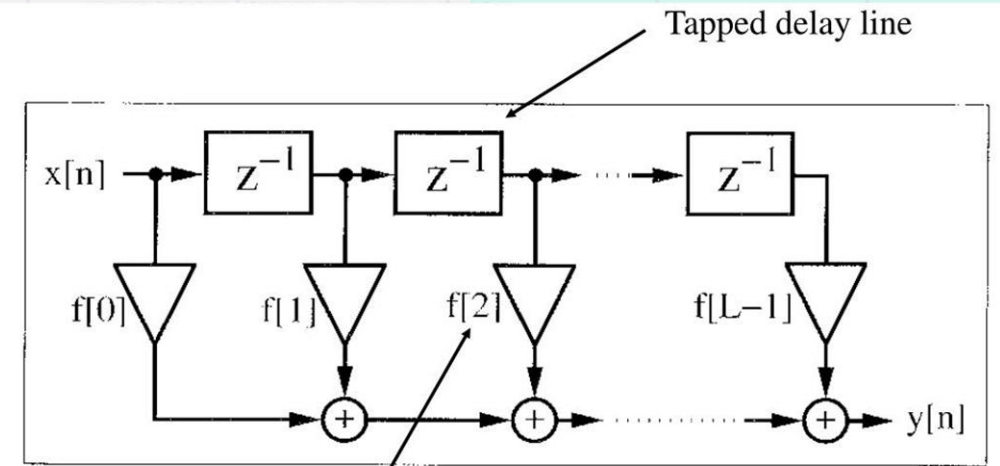 Tapped delay line
x[n] z⁻¹ z⁻¹ z⁻¹
f[0] f[1] f[2] f[L−1]
+ + + y[n]